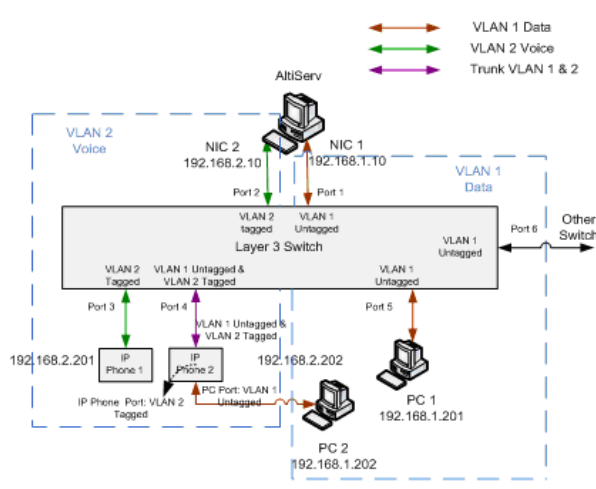 VLAN 1 Data
VLAN 2 Voice
Trunk VLAN 1 & 2
AltiServ
VLAN 2
Voice
NIC 2
192.168.2.10
NIC 1
192.168.1.10
VLAN 1
Data
Port 2
Port 1
VLAN 2
tagged
VLAN 1
Untagged
Layer 3 Switch
VLAN 1
Untagged
Port 6
Other
Switch
VLAN 2
Tagged
VLAN 1 Untagged &
VLAN 2 Tagged
VLAN 1
Untagged
Port 3
Port 4
Port 5
VLAN 1 Untagged &
VLAN 2 Tagged
192.168.2.201
IP
Phone 1
IP
Phone 2
192.168.2.202
PC Port: VLAN 1
Untagged
IP Phone Port: VLAN 2
Tagged
PC 1
192.168.1.201
PC 2
192.168.1.202